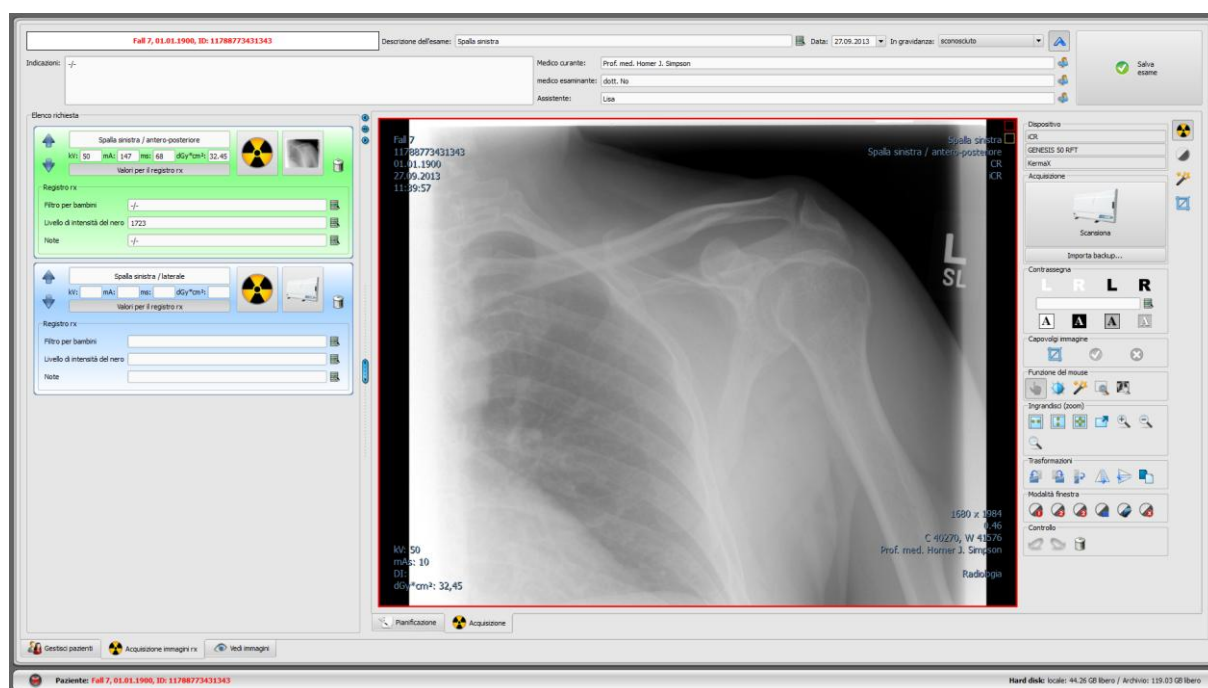 Fall 7, 01.01.1900, ID: 11788773431343
Descrizione dell'esame: Spalla sinistra
Data: 27.09.2013
In gravidanza: sconosciuto
Indicazioni: -/-
Medico curante: Prof. med. Homer J. Simpson
medico esaminante: dott. No
Assistente: Lisa
Salva esame
Elenco richiesta
Spalla sinistra / antero-posteriore
kV: 50 mA: 147 ms: 68 dGy*cm²: 32.45
Valori per il registro rx
Registro rx
Filtro per bambini -/-
Livello di intensità del nero 1723
Note -/-
Spalla sinistra / laterale
kV: mA: ms: dGy*cm²:
Valori per il registro rx
Registro rx
Filtro per bambini
Livello di intensità del nero
Note
Fall 7
11788773431343
01.01.1900
27.09.2013
11:39:57
Spalla sinistra
Spalla sinistra / antero-posteriore
CR
iCR
L
SL
kV: 50
mAs: 10
DI:
dGy*cm²: 32,45
1680 x 1984
0.46
C 40270, W 41576
Prof. med. Homer J. Simpson
Radiologia
Dispositivo
iCR
GENESIS 50 RFT
KermaX
Acquisizione
Scansiona
Importa backup...
Contrassegna
L R L R
A A A A
Capovolgi immagine
Funzione del mouse
Ingrandisci (zoom)
Trasformazioni
Modalità finestra
Controllo
Pianificazione
Acquisizione
Gestisci pazienti
Acquisizione immagini rx
Vedi immagini
Paziente: Fall 7, 01.01.1900, ID: 11788773431343
Hard disk: locale: 44.26 GB libero / Archivio: 119.03 GB libero